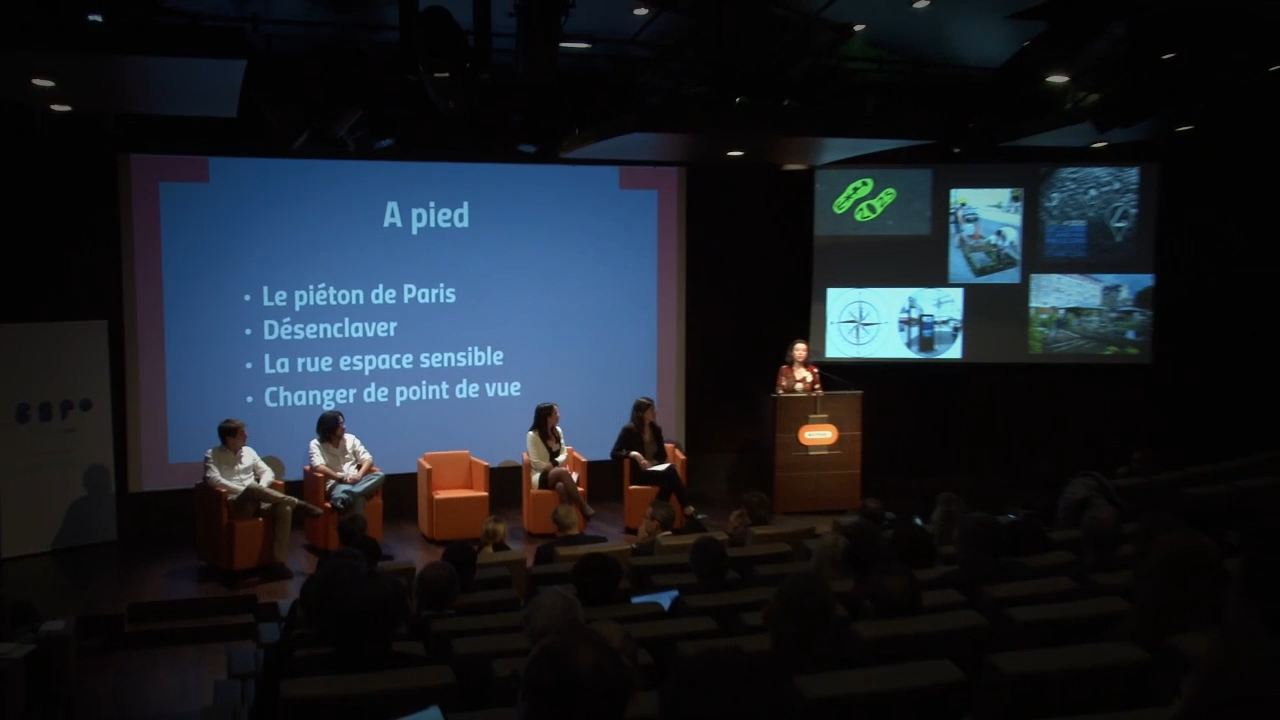 A pied
• Le piéton de Paris
• Désenclaver
• La rue espace sensible
• Changer de point de vue